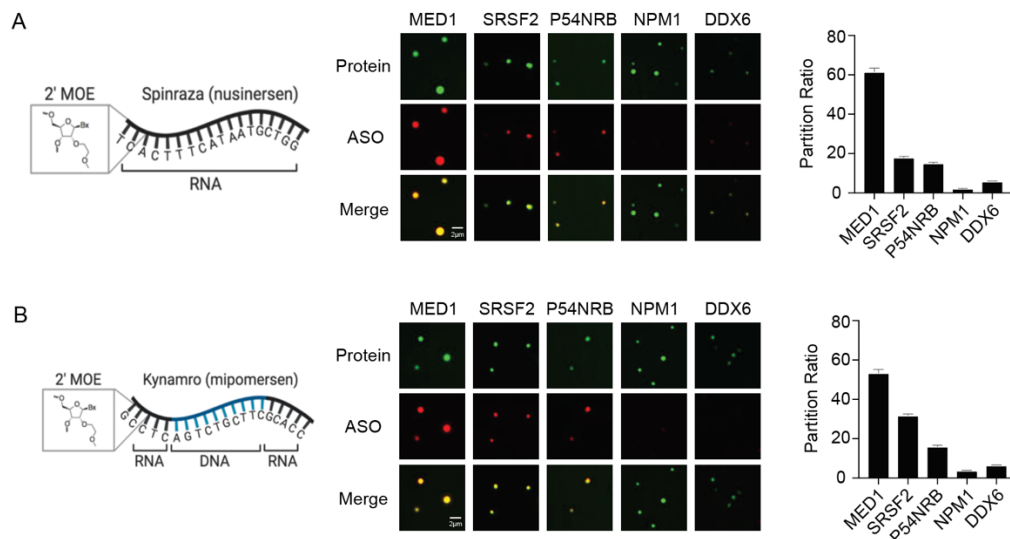 A
2' MOE
Bx
Spinraza (nusinersen)
TCACTTTCATAATGCTGG
RNA
MED1 SRSF2 P54NRB NPM1 DDX6
Protein
ASO
Merge
2µm
Partition Ratio
80
60
40
20
0
MED1 SRSF2 P54NRB NPM1 DDX6
B
2' MOE
Bx
Kynamro (mipomersen)
GCCTCAGTCTGCTTCGCACC
RNA DNA RNA
MED1 SRSF2 P54NRB NPM1 DDX6
Protein
ASO
Merge
2µm
Partition Ratio
80
60
40
20
0
MED1 SRSF2 P54NRB NPM1 DDX6